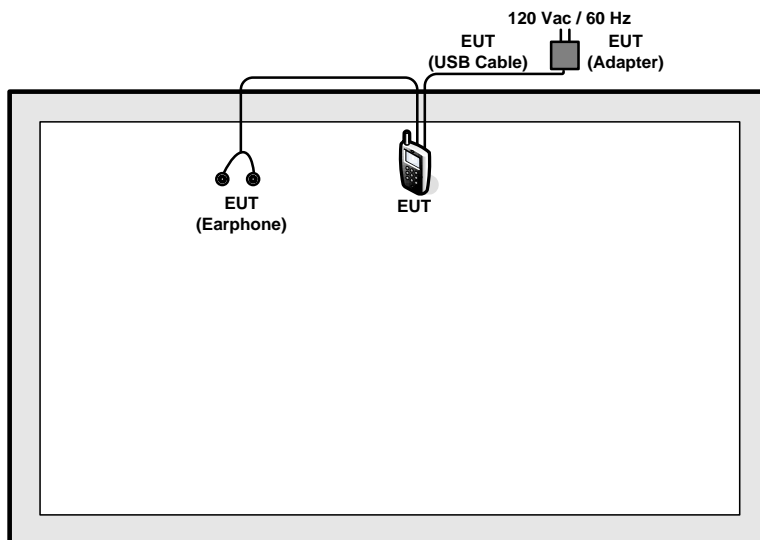 120 Vac / 60 Hz
EUT
(USB Cable)
EUT
(Adapter)
EUT
(Earphone)
EUT